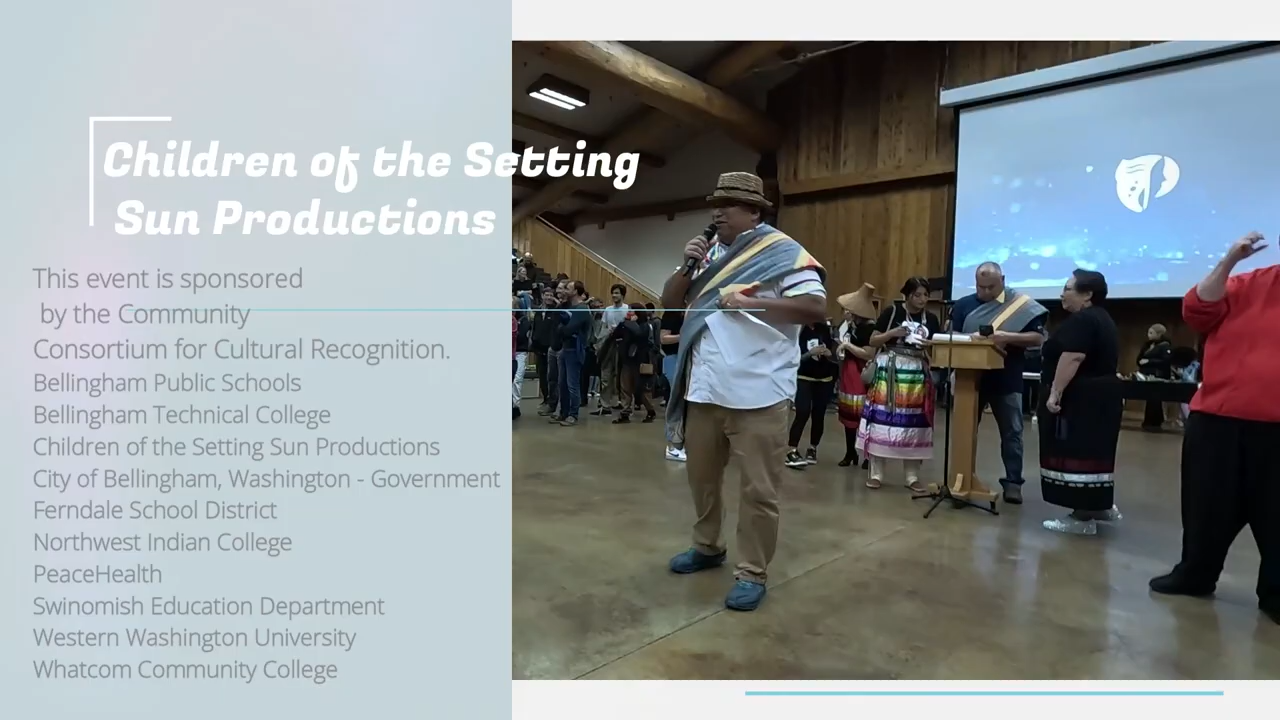 Children of the Setting
Sun Productions
This event is sponsored
by the Community
Consortium for Cultural Recognition.
Bellingham Public Schools
Bellingham Technical College
Children of the Setting Sun Productions
City of Bellingham, Washington - Government
Ferndale School District
Northwest Indian College
PeaceHealth
Swinomish Education Department
Western Washington University
Whatcom Community College